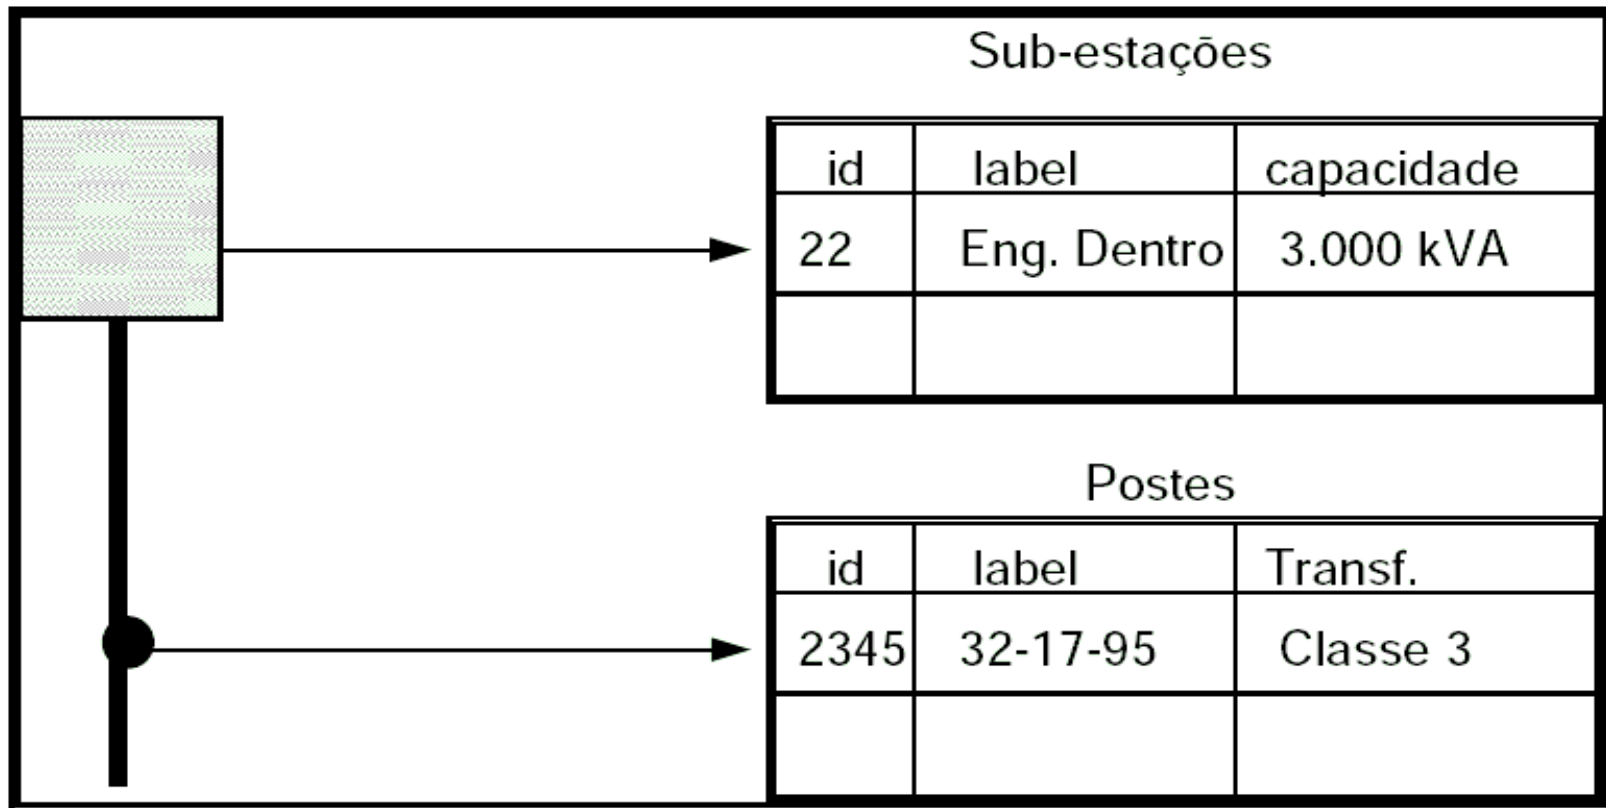 Sub-estações
id label capacidade
22 Eng. Dentro 3.000 kVA
Postes
id label Transf.
2345 32-17-95 Classe 3